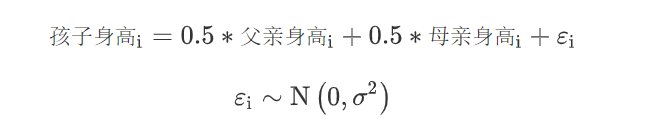 孩子身高ᵢ = 0.5 * 父亲身高ᵢ + 0.5 * 母亲身高ᵢ + εᵢ
εᵢ ~ N (0, σ²)